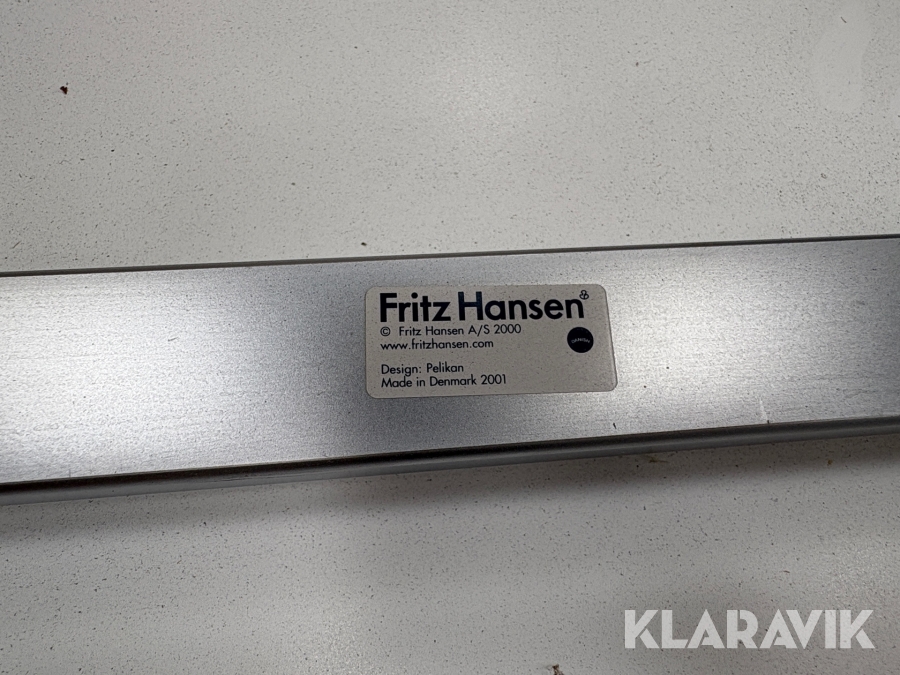 Fritz Hansen
© Fritz Hansen A/S 2000
www.fritzhansen.com
Design: Pelikan
Made in Denmark 2001
KLARAVIK